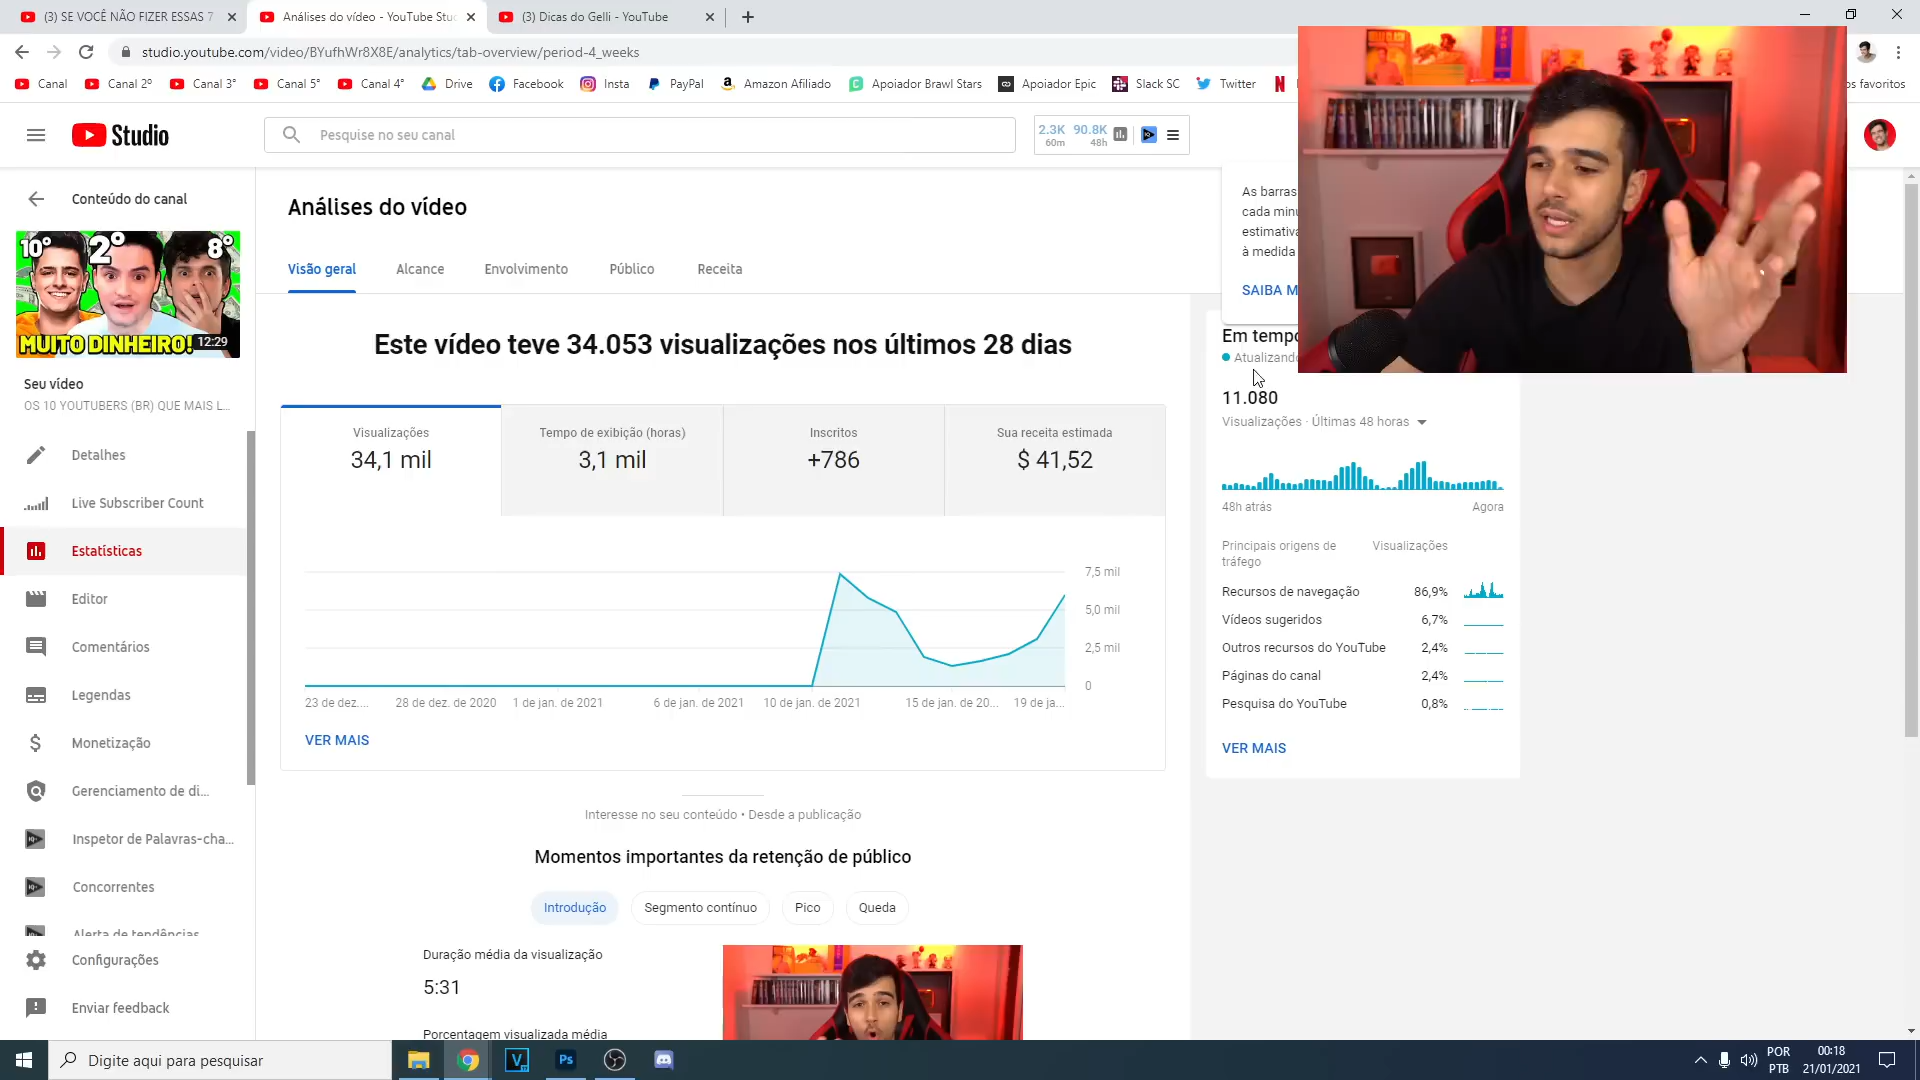 (3) SE VOCÊ NÃO FIZER ESSAS 7
Análises do vídeo - YouTube Stu
(3) Dicas do Gelli - YouTube
studio.youtube.com/video/BYufhWr8X8E/analytics/tab-overview/period-4_weeks
Canal
Canal 2º
Canal 3°
Canal 5°
Canal 4°
Drive
Facebook
Insta
PayPal
Amazon Afiliado
Apoiador Brawl Stars
Apoiador Epic
Slack SC
Twitter
os favoritos
Studio
Pesquise no seu canal
2.3K 90.8K
60m 48h
Conteúdo do canal
10° 2° 8°
MUITO DINHEIRO!
12:29
Seu vídeo
OS 10 YOUTUBERS (BR) QUE MAIS L...
Detalhes
Live Subscriber Count
Estatísticas
Editor
Comentários
Legendas
Monetização
Gerenciamento de di...
Inspetor de Palavras-cha...
Concorrentes
Alerta de tendências
Configurações
Enviar feedback
Análises do vídeo
Visão geral
Alcance
Envolvimento
Público
Receita
Este vídeo teve 34.053 visualizações nos últimos 28 dias
Visualizações
34,1 mil
Tempo de exibição (horas)
3,1 mil
Inscritos
+786
Sua receita estimada
$ 41,52
7,5 mil
5,0 mil
2,5 mil
0
23 de dez....
28 de dez. de 2020
1 de jan. de 2021
6 de jan. de 2021
10 de jan. de 2021
15 de jan. de 20...
19 de ja...
VER MAIS
Interesse no seu conteúdo • Desde a publicação
Momentos importantes da retenção de público
Introdução
Segmento contínuo
Pico
Queda
Duração média da visualização
5:31
Porcentagem visualizada média
As barras
cada minu
estimativa
à medida
SAIBA M
Em tempo
Atualizando
11.080
Visualizações · Últimas 48 horas
48h atrás
Agora
Principais origens de tráfego
Visualizações
Recursos de navegação 86,9%
Vídeos sugeridos 6,7%
Outros recursos do YouTube 2,4%
Páginas do canal 2,4%
Pesquisa do YouTube 0,8%
VER MAIS
Digite aqui para pesquisar
POR
PTB
00:18
21/01/2021